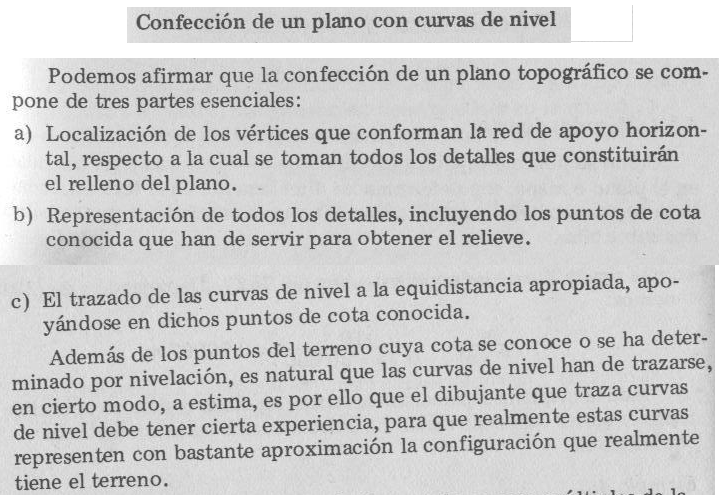 Confección de un plano con curvas de nivel
Podemos afirmar que la confección de un plano topográfico se com-
pone de tres partes esenciales:
a) Localización de los vértices que conforman la red de apoyo horizon-
tal, respecto a la cual se toman todos los detalles que constituirán
el relleno del plano.
b) Representación de todos los detalles, incluyendo los puntos de cota
conocida que han de servir para obtener el relieve.
c) El trazado de las curvas de nivel a la equidistancia apropiada, apo-
yándose en dichos puntos de cota conocida.
Además de los puntos del terreno cuya cota se conoce o se ha deter-
minado por nivelación, es natural que las curvas de nivel han de trazarse,
en cierto modo, a estima, es por ello que el dibujante que traza curvas
de nivel debe tener cierta experiencia, para que realmente estas curvas
representen con bastante aproximación la configuración que realmente
tiene el terreno.